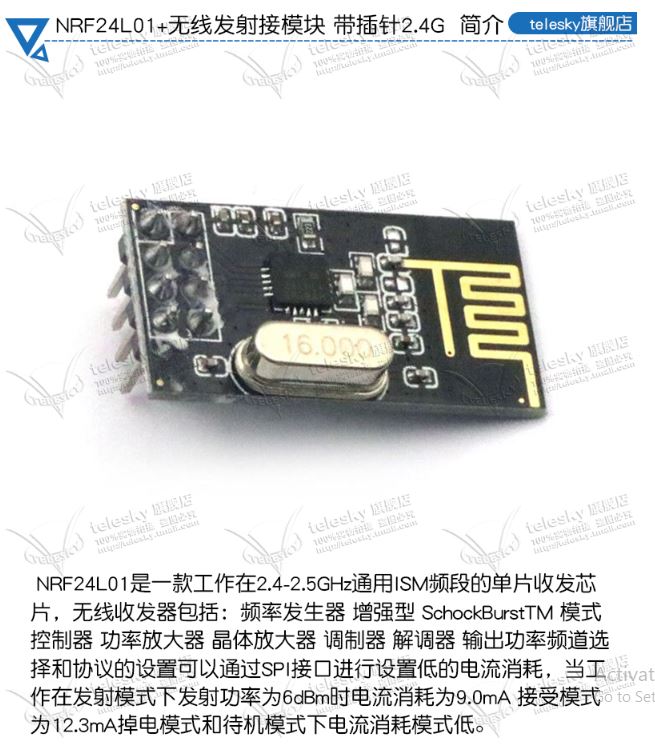 NRF24L01+无线发射接模块 带插针2.4G 简介
telesky旗舰店
16.000
NRF24L01是一款工作在2.4-2.5GHz通用ISM频段的单片收发芯
片，无线收发器包括：频率发生器 增强型 SchockBurstTM 模式
控制器 功率放大器 晶体放大器 调制器 解调器 输出功率频道选
择和协议的设置可以通过SPI接口进行设置低的电流消耗，当工
作在发射模式下发射功率为6dBm时电流消耗为9.0mA 接受模式
为12.3mA掉电模式和待机模式下电流消耗模式低。
Activat
Go to Set
telesky 旗舰店